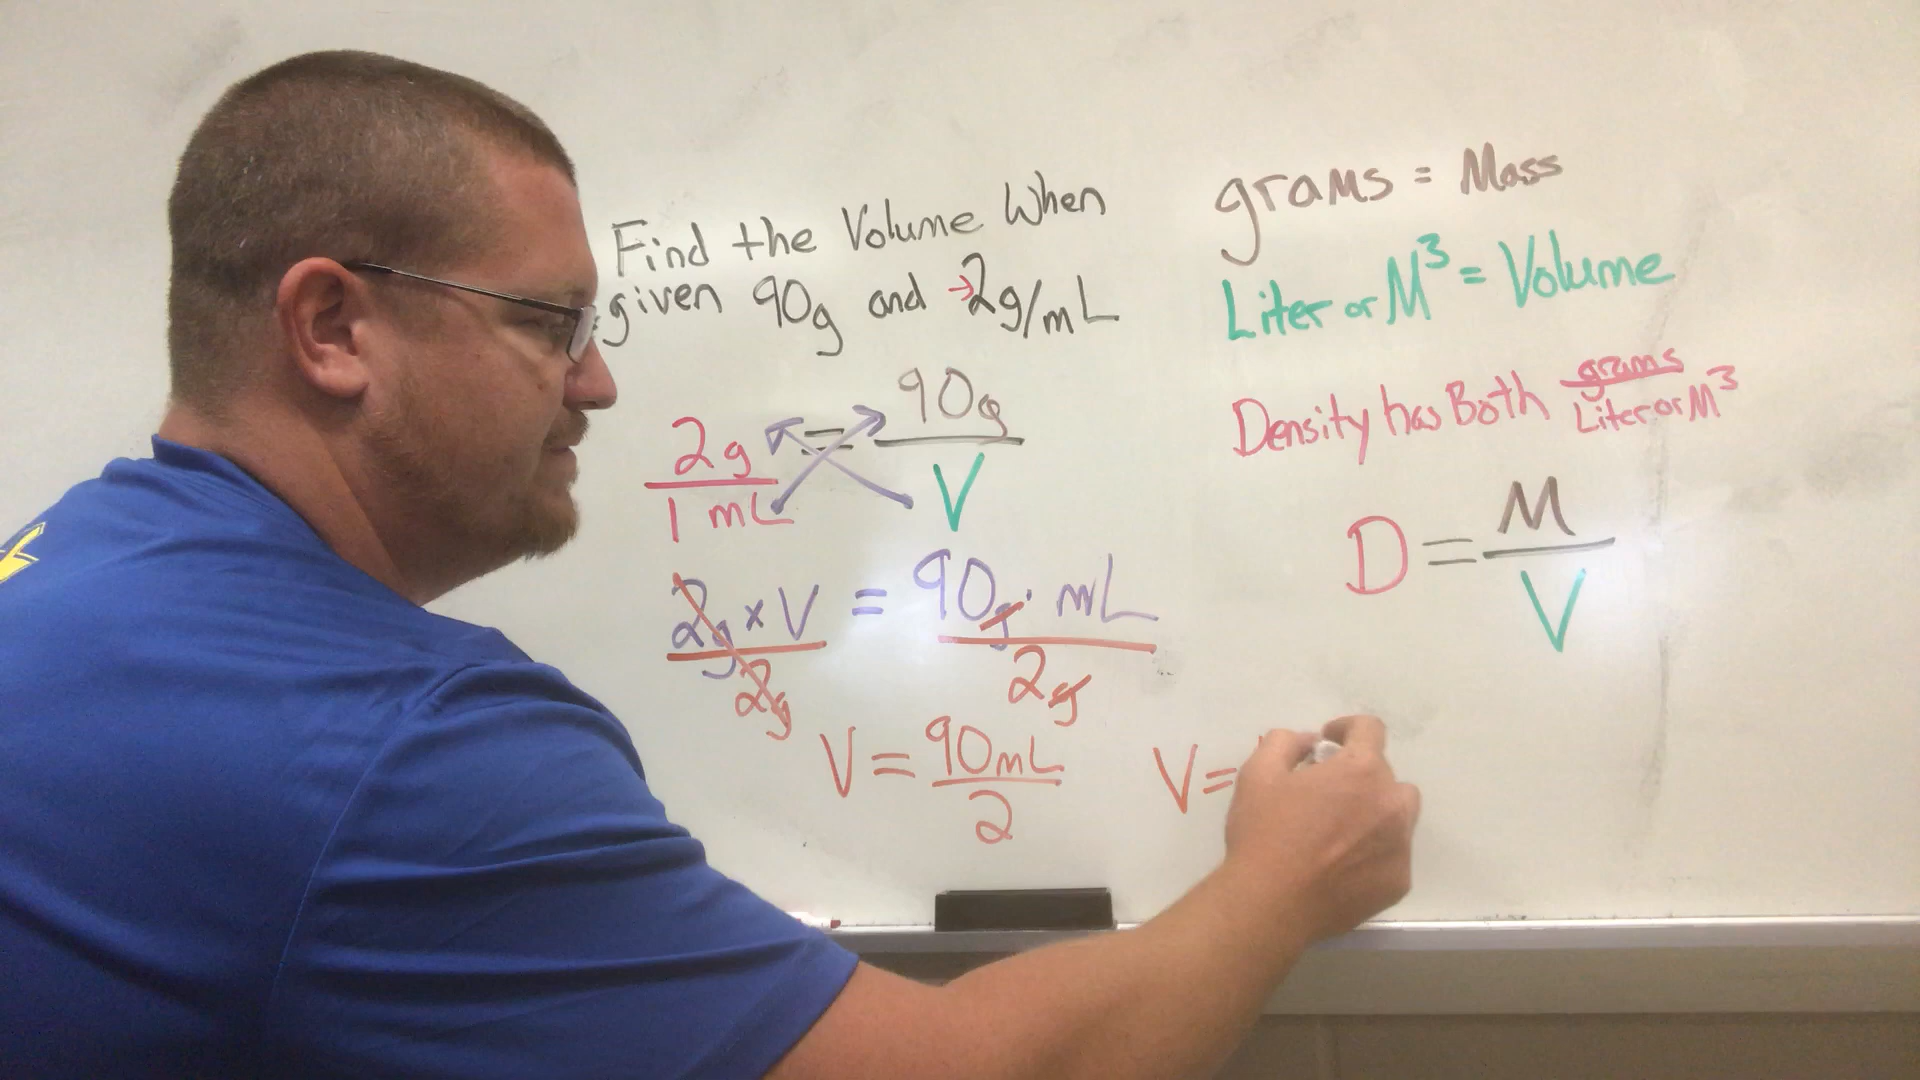 Find the Volume When
given 90g and →2g/mL
2g = 90g
1 mL V
2g x V = 90g · mL
2g 2g
V = 90mL
2
V =
grams = Mass
Liter or M³ = Volume
Density has Both grams
Liter or M³
D = M
V